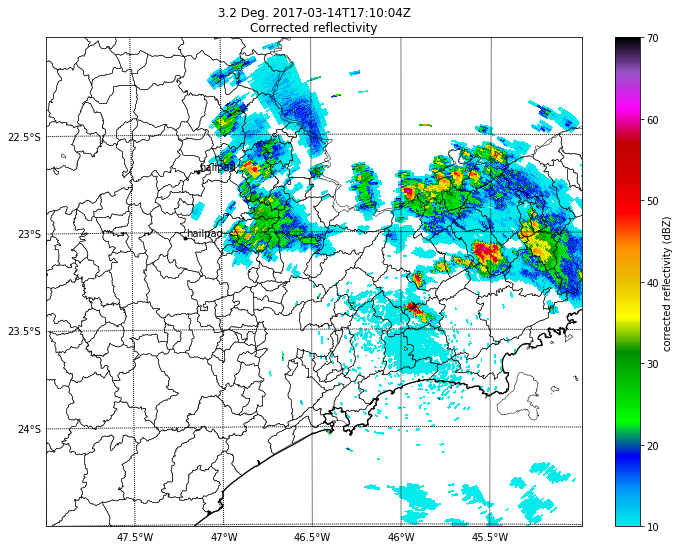 3.2 Deg. 2017-03-14T17:10:04Z
Corrected reflectivity
70
60
50
40
30
20
10
corrected reflectivity (dBZ)
22.5°S
23°S
23.5°S
24°S
hailpad
hailpad
47.5°W
47°W
46.5°W
46°W
45.5°W